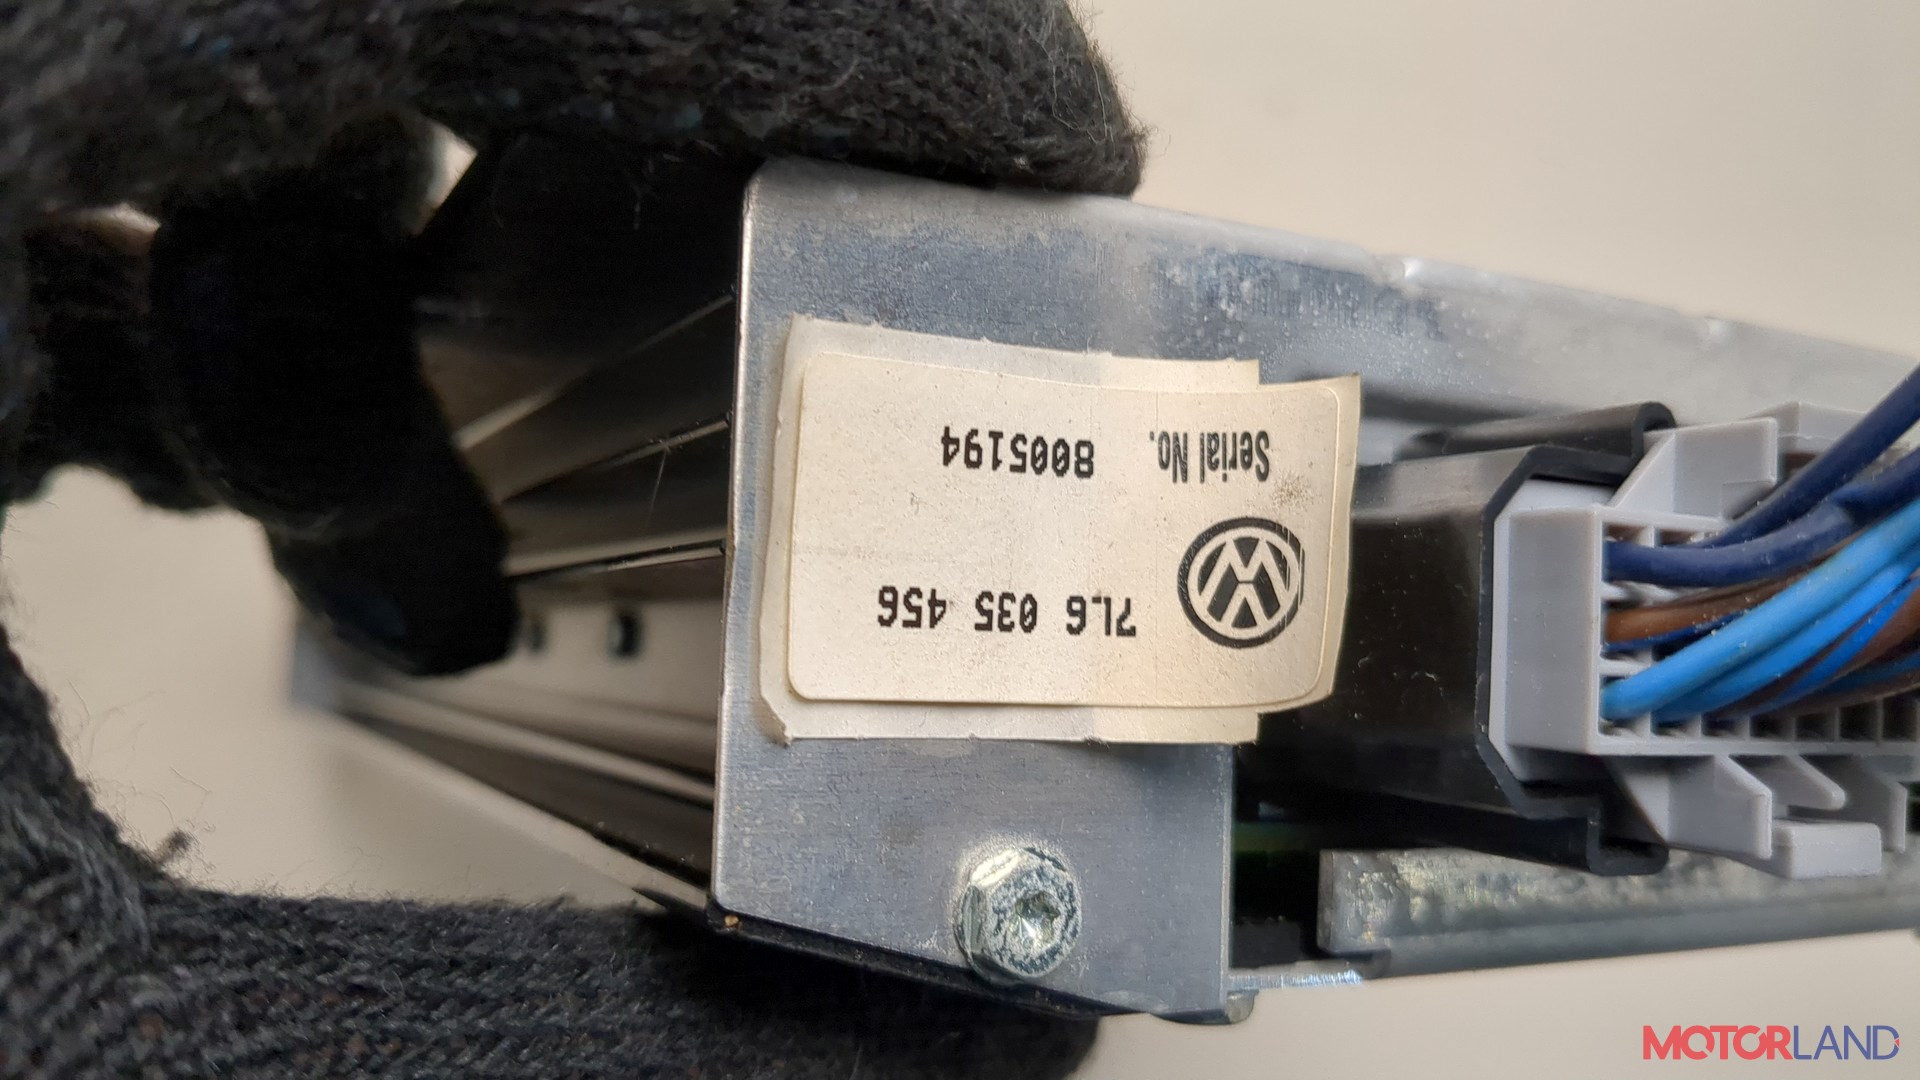 7L6 035 456
Serial No. 8005194
MOTORLAND